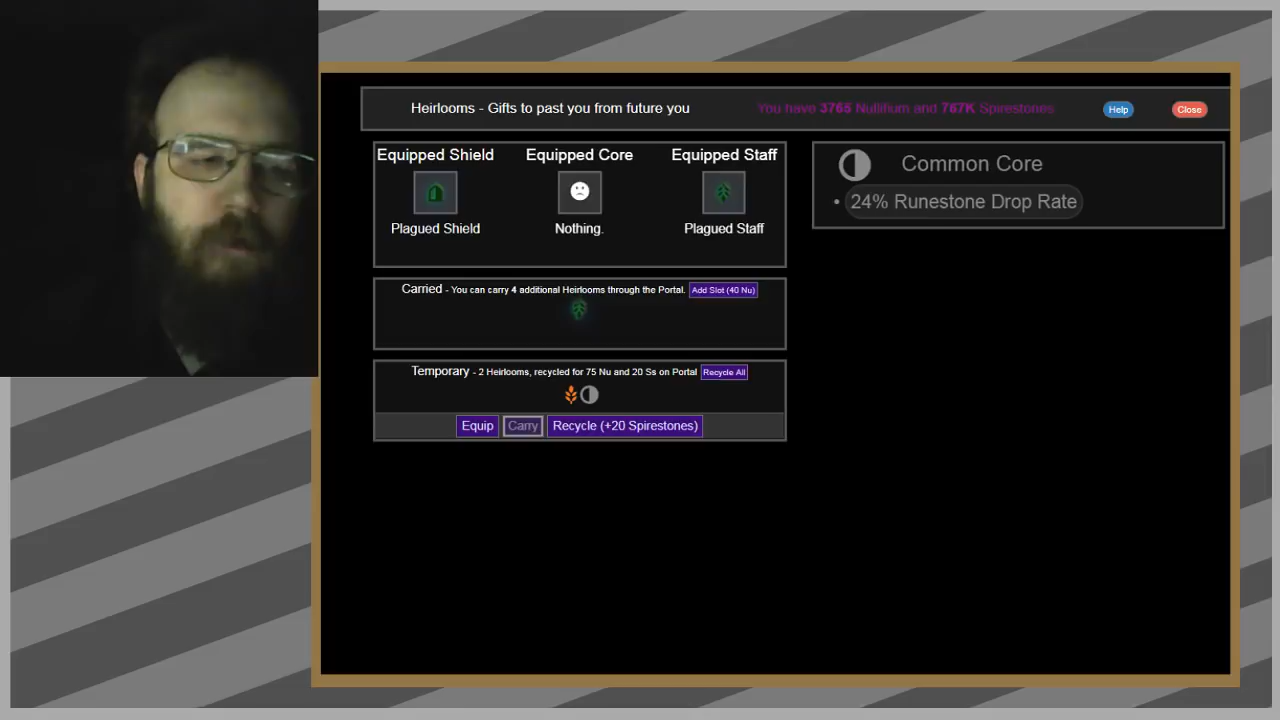 Heirlooms - Gifts to past you from future you
You have 3765 Nullifium and 767K Spirestones
Help
Close
Equipped Shield
Equipped Core
Equipped Staff
Plagued Shield
Nothing.
Plagued Staff
Common Core
• 24% Runestone Drop Rate
Carried - You can carry 4 additional Heirlooms through the Portal. Add Slot (40 Nu)
Temporary - 2 Heirlooms, recycled for 75 Nu and 20 Ss on Portal Recycle All
Equip Carry Recycle (+20 Spirestones)